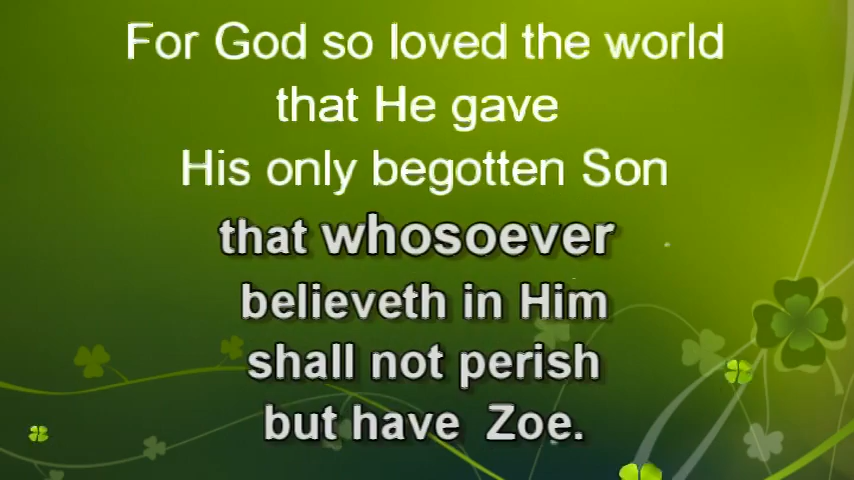 For God so loved the world
that He gave
His only begotten Son
that whosoever
believeth in Him
shall not perish
but have Zoe.